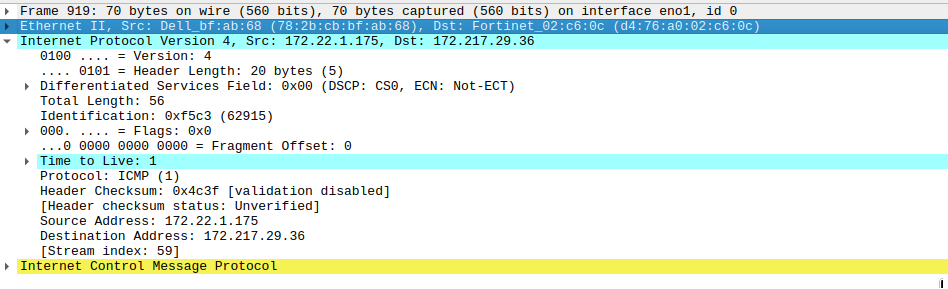 Frame 919: 70 bytes on wire (560 bits), 70 bytes captured (560 bits) on interface eno1, id 0
Ethernet II, Src: Dell_bf:ab:68 (78:2b:cb:bf:ab:68), Dst: Fortinet_02:c6:0c (d4:76:a0:02:c6:0c)
Internet Protocol Version 4, Src: 172.22.1.175, Dst: 172.217.29.36
0100 .... = Version: 4
.... 0101 = Header Length: 20 bytes (5)
Differentiated Services Field: 0x00 (DSCP: CS0, ECN: Not-ECT)
Total Length: 56
Identification: 0xf5c3 (62915)
000. .... = Flags: 0x0
...0 0000 0000 0000 = Fragment Offset: 0
Time to Live: 1
Protocol: ICMP (1)
Header Checksum: 0x4c3f [validation disabled]
[Header checksum status: Unverified]
Source Address: 172.22.1.175
Destination Address: 172.217.29.36
[Stream index: 59]
Internet Control Message Protocol